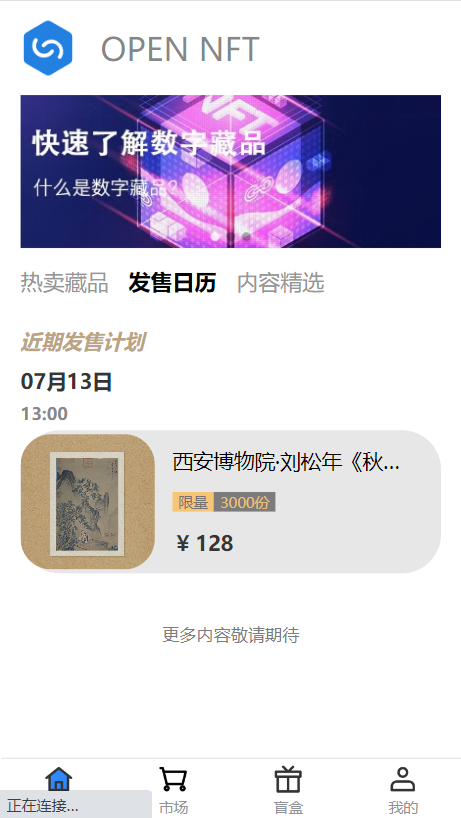 OPEN NFT
NFT
快速了解数字藏品
什么是数字藏品?
热卖藏品 发售日历 内容精选
近期发售计划
07月13日
13:00
西安博物院·刘松年《秋...
限量 3000份
¥ 128
更多内容敬请期待
正在连接... 市场 盲盒 我的